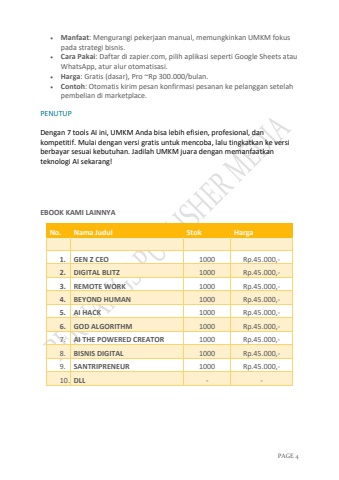 • Manfaat: Mengurangi pekerjaan manual, memungkinkan UMKM fokus
pada strategi bisnis.
• Cara Pakai: Daftar di zapier.com, pilih aplikasi seperti Google Sheets atau
WhatsApp, atur alur otomatisasi.
• Harga: Gratis (dasar), Pro ~Rp 300.000/bulan.
• Contoh: Otomatis kirim pesan konfirmasi pesanan ke pelanggan setelah
pembelian di marketplace.
PENUTUP
Dengan 7 tools AI ini, UMKM Anda bisa lebih efisien, profesional, dan
kompetitif. Mulai dengan versi gratis untuk mencoba, lalu tingkatkan ke versi
berbayar sesuai kebutuhan. Jadilah UMKM juara dengan memanfaatkan
teknologi AI sekarang!
EBOOK KAMI LAINNYA
No. Nama Judul Stok Harga
1. GEN Z CEO 1000 Rp.45.000,-
2. DIGITAL BLITZ 1000 Rp.45.000,-
3. REMOTE WORK 1000 Rp.45.000,-
4. BEYOND HUMAN 1000 Rp.45.000,-
5. AI HACK 1000 Rp.45.000,-
6. GOD ALGORITHM 1000 Rp.45.000,-
7. AI THE POWERED CREATOR 1000 Rp.45.000,-
8. BISNIS DIGITAL 1000 Rp.45.000,-
9. SANTRIPRENEUR 1000 Rp.45.000,-
10. DLL - -
PAGE 4